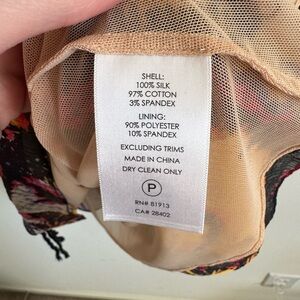 SHELL:
100% SILK
97% COTTON
3% SPANDEX
LINING:
90% POLYESTER
10% SPANDEX
EXCLUDING TRIMS
MADE IN CHINA
DRY CLEAN ONLY
P
RN# 81913
CA# 28402